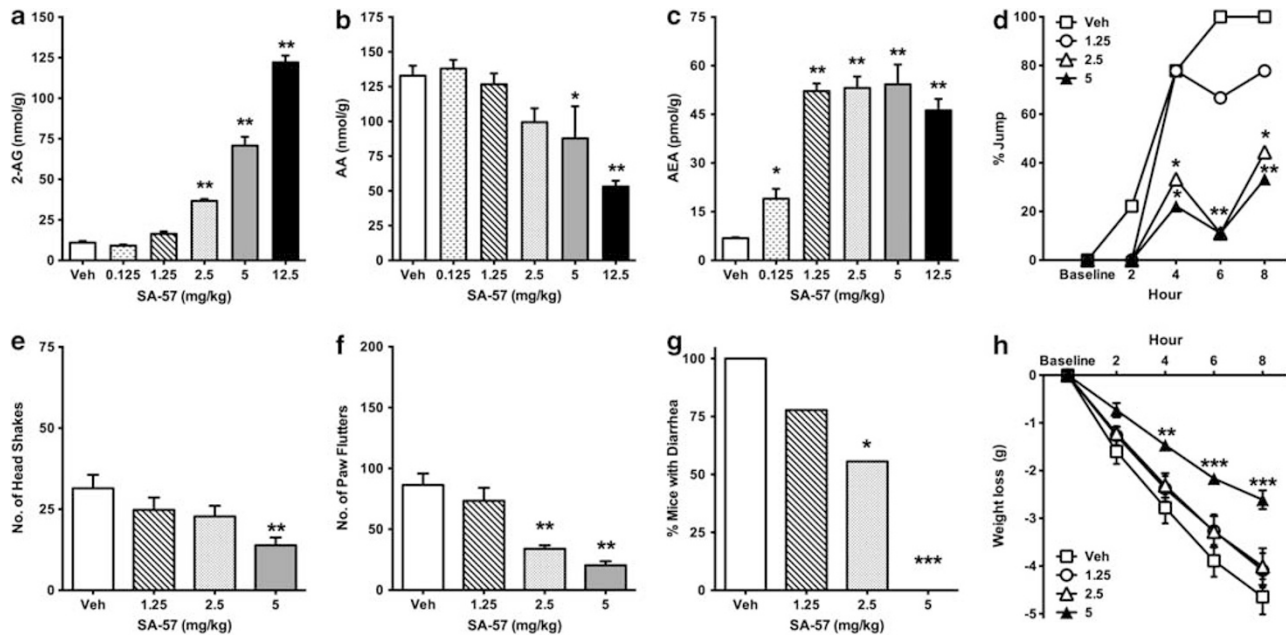 a
150
125
100
75
50
25
0
2-AG (nmol/g)
**
**
**
Veh 0.125 1.25 2.5 5 12.5
SA-57 (mg/kg)
b
175
150
125
100
75
50
25
0
AA (nmol/g)
*
**
Veh 0.125 1.25 2.5 5 12.5
SA-57 (mg/kg)
c
75
60
45
30
15
0
AEA (pmol/g)
*
**
**
**
**
Veh 0.125 1.25 2.5 5 12.5
SA-57 (mg/kg)
d
100
80
60
40
20
0
% Jump
Veh
1.25
2.5
5
*
*
**
*
**
Baseline 2 4 6 8
Hour
e
75
50
25
0
No. of Head Shakes
**
Veh 1.25 2.5 5
SA-57 (mg/kg)
f
200
150
100
50
0
No. of Paw Flutters
**
**
Veh 1.25 2.5 5
SA-57 (mg/kg)
g
100
75
50
25
0
% Mice with Diarrhea
*
***
Veh 1.25 2.5 5
SA-57 (mg/kg)
h
Hour
Baseline 2 4 6 8
0
-1
-2
-3
-4
-5
Weight loss (g)
**
***
***
Veh
1.25
2.5
5